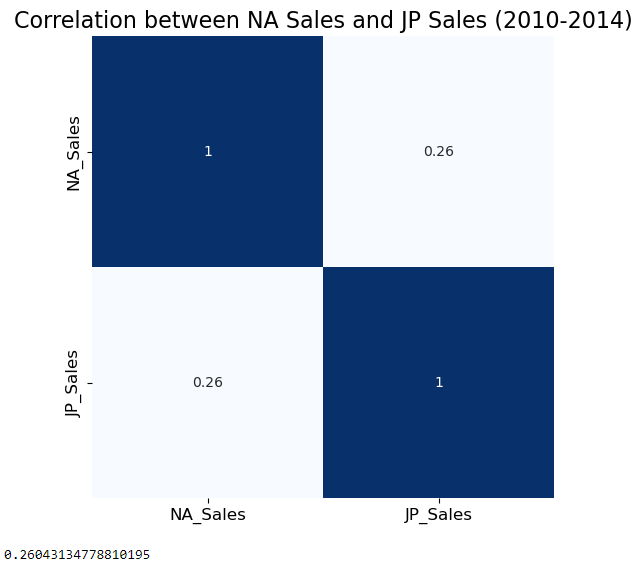 Correlation between NA Sales and JP Sales (2010-2014)
NA_Sales
1
0.26
JP_Sales
0.26
1
NA_Sales
JP_Sales
0.26043134778810195